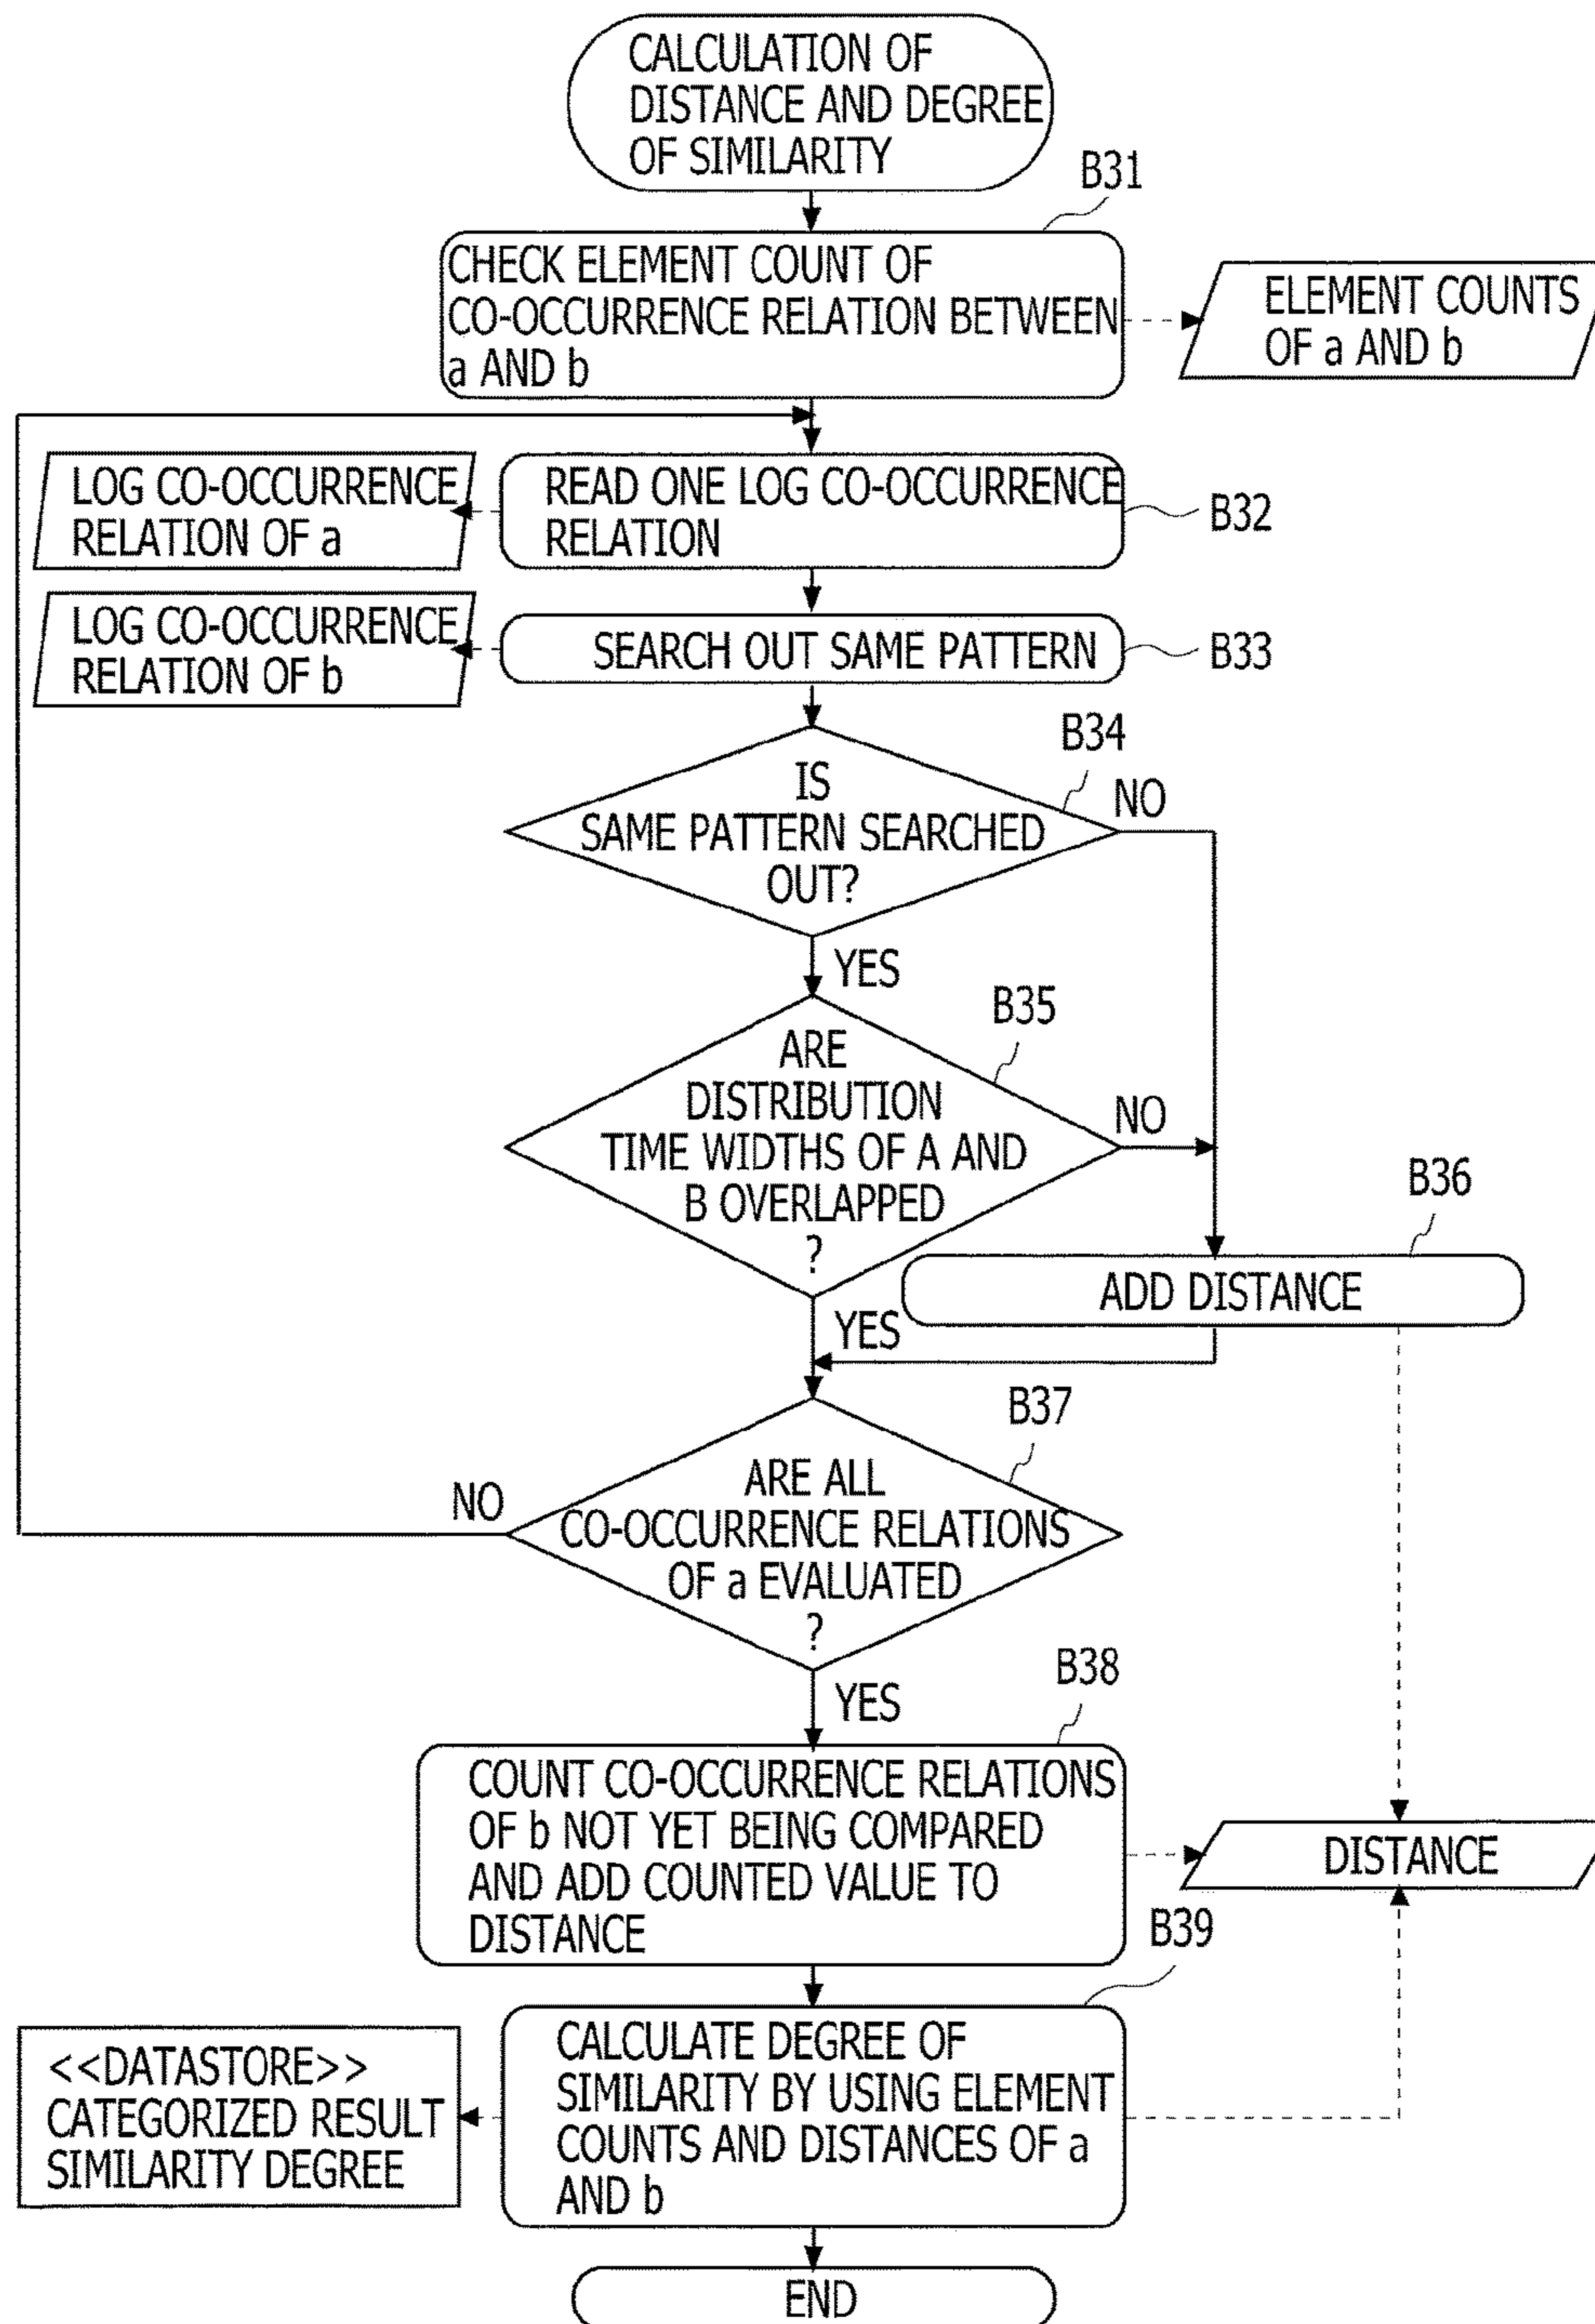 CALCULATION OF
DISTANCE AND DEGREE
OF SIMILARITY
B31
CHECK ELEMENT COUNT OF
CO-OCCURRENCE RELATION BETWEEN
a AND b
ELEMENT COUNTS
OF a AND b
LOG CO-OCCURRENCE
RELATION OF a
READ ONE LOG CO-OCCURRENCE
RELATION
B32
LOG CO-OCCURRENCE
RELATION OF b
SEARCH OUT SAME PATTERN
B33
B34
IS
SAME PATTERN SEARCHED
OUT?
NO
YES
B35
ARE
DISTRIBUTION
TIME WIDTHS OF A AND
B OVERLAPPED
?
NO
B36
ADD DISTANCE
YES
B37
ARE ALL
CO-OCCURRENCE RELATIONS
OF a EVALUATED
?
NO
YES
B38
COUNT CO-OCCURRENCE RELATIONS
OF b NOT YET BEING COMPARED
AND ADD COUNTED VALUE TO
DISTANCE
DISTANCE
B39
CALCULATE DEGREE OF
SIMILARITY BY USING ELEMENT
COUNTS AND DISTANCES OF a
AND b
<<DATASTORE>>
CATEGORIZED RESULT
SIMILARITY DEGREE
END